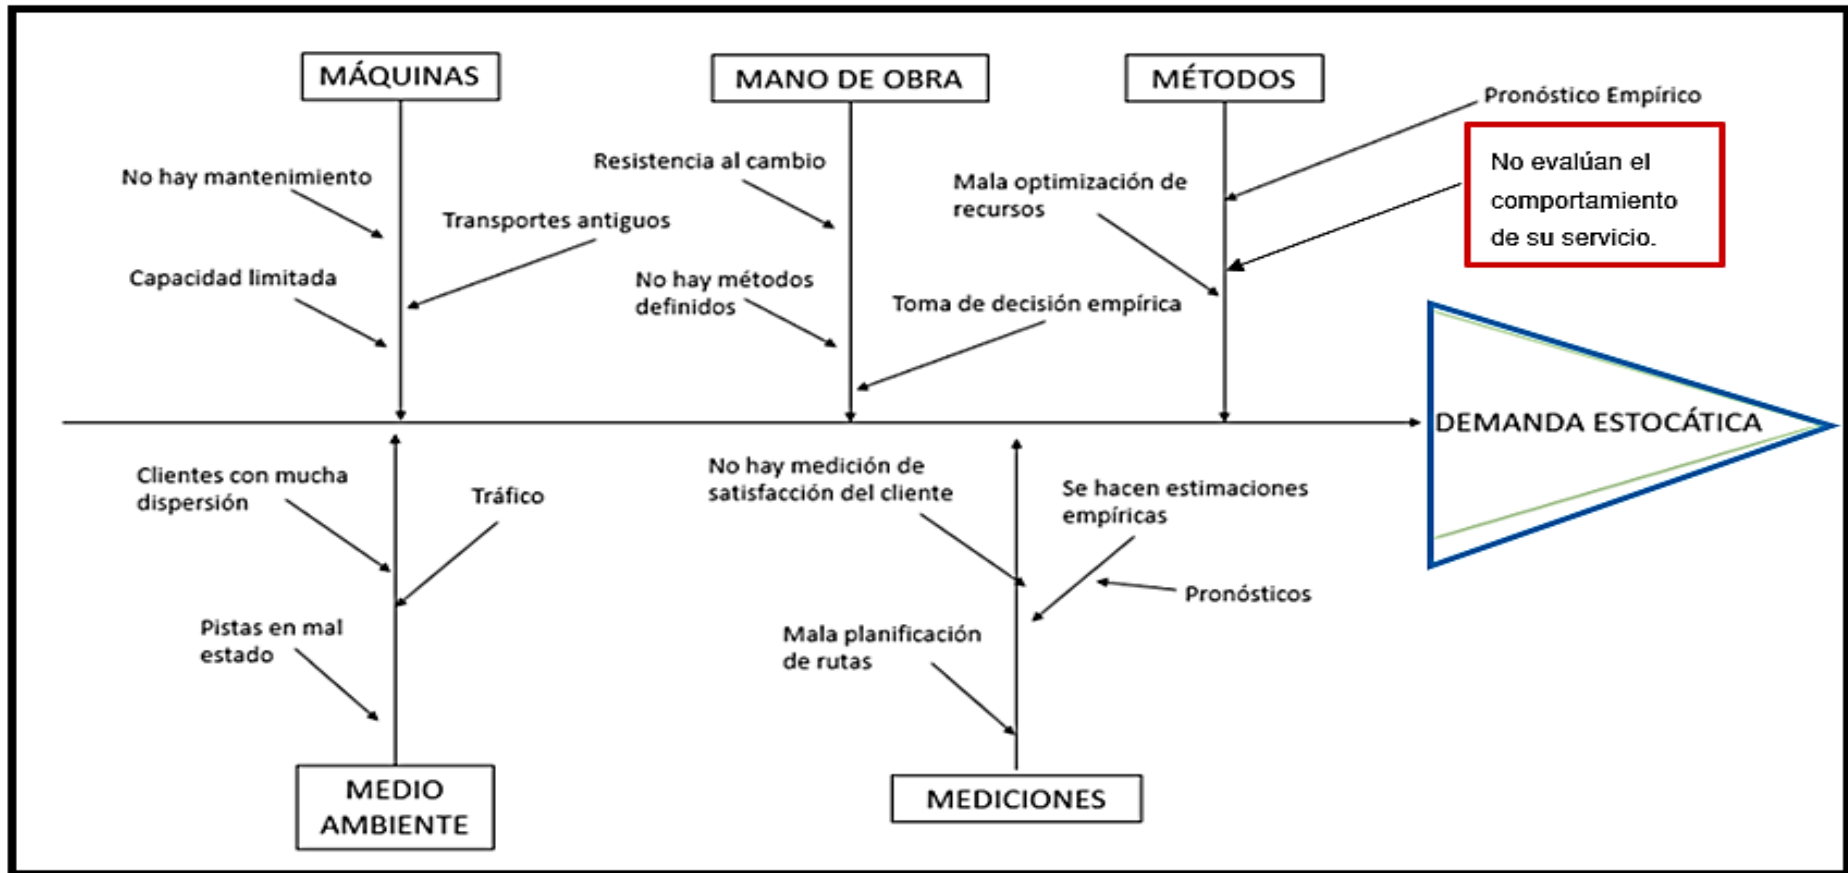 MÁQUINAS
MANO DE OBRA
MÉTODOS
Pronóstico Empírico
No evalúan el
comportamiento
de su servicio.
Resistencia al cambio
No hay mantenimiento
Mala optimización de
recursos
Transportes antiguos
Capacidad limitada
No hay métodos
definidos
Toma de decisión empírica
DEMANDA ESTOCÁTICA
Clientes con mucha
dispersión
Tráfico
No hay medición de
satisfacción del cliente
Se hacen estimaciones
empíricas
Pronósticos
Pistas en mal
estado
Mala planificación
de rutas
MEDIO
AMBIENTE
MEDICIONES